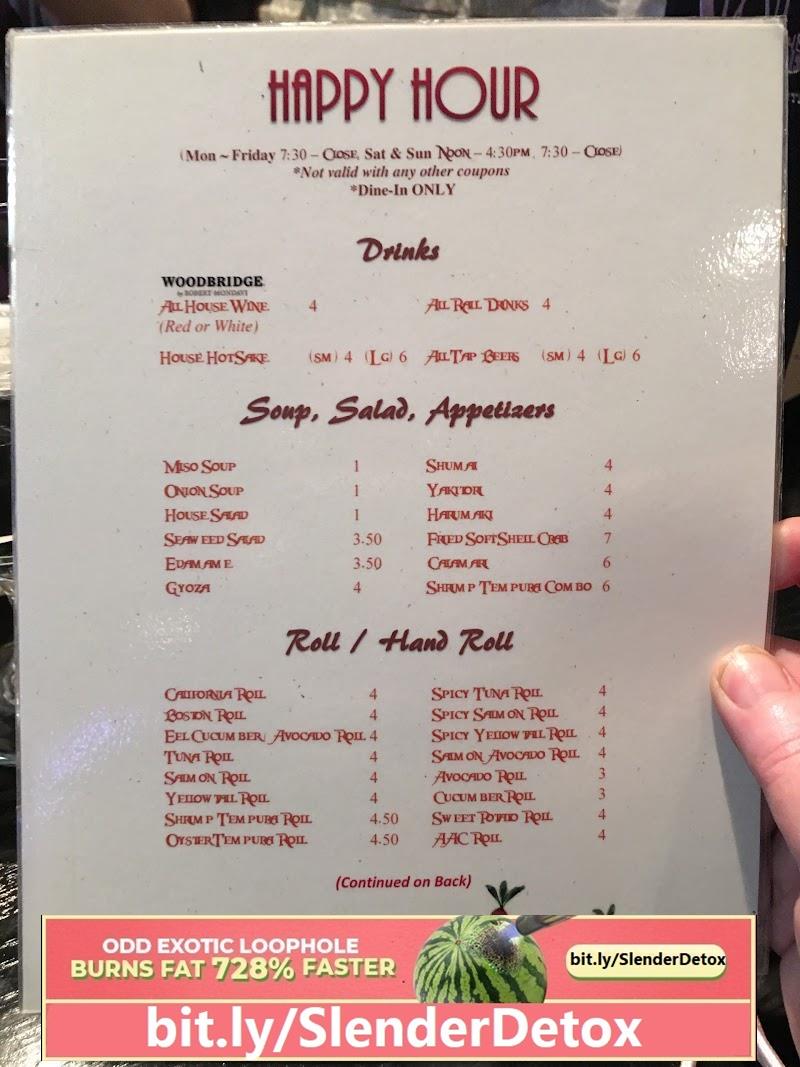 HAPPY HOUR
(Mon ~ Friday 7:30 – Close, Sat & Sun Noon – 4:30PM, 7:30 – Close)
*Not valid with any other coupons
*Dine-In ONLY
Drinks
WOODBRIDGE
by ROBERT MONDAVI
All House Wine 4 All Rail Drinks 4
(Red or White)
House Hot Sake (SM) 4 (LG) 6 All Tap Beers (SM) 4 (LG) 6
Soup, Salad, Appetizers
Miso Soup 1 Shumai 4
Onion Soup 1 Yakitori 4
House Salad 1 Harumaki 4
Seaweed Salad 3.50 Fried Soft Shell Crab 7
Edamame 3.50 Calamari 6
Gyoza 4 Shrimp Tempura Combo 6
Roll / Hand Roll
California Roll 4 Spicy Tuna Roll 4
Boston Roll 4 Spicy Salmon Roll 4
Eel Cucumber/ Avocado Roll 4 Spicy Yellowtail Roll 4
Tuna Roll 4 Salmon Avocado Roll 4
Salmon Roll 4 Avocado Roll 3
Yellowtail Roll 4 Cucumber Roll 3
Shrimp Tempura Roll 4.50 Sweet Potato Roll 4
Oyster Tempura Roll 4.50 AAC Roll 4
(Continued on Back)
ODD EXOTIC LOOPHOLE
BURNS FAT 728% FASTER
bit.ly/SlenderDetox
bit.ly/SlenderDetox